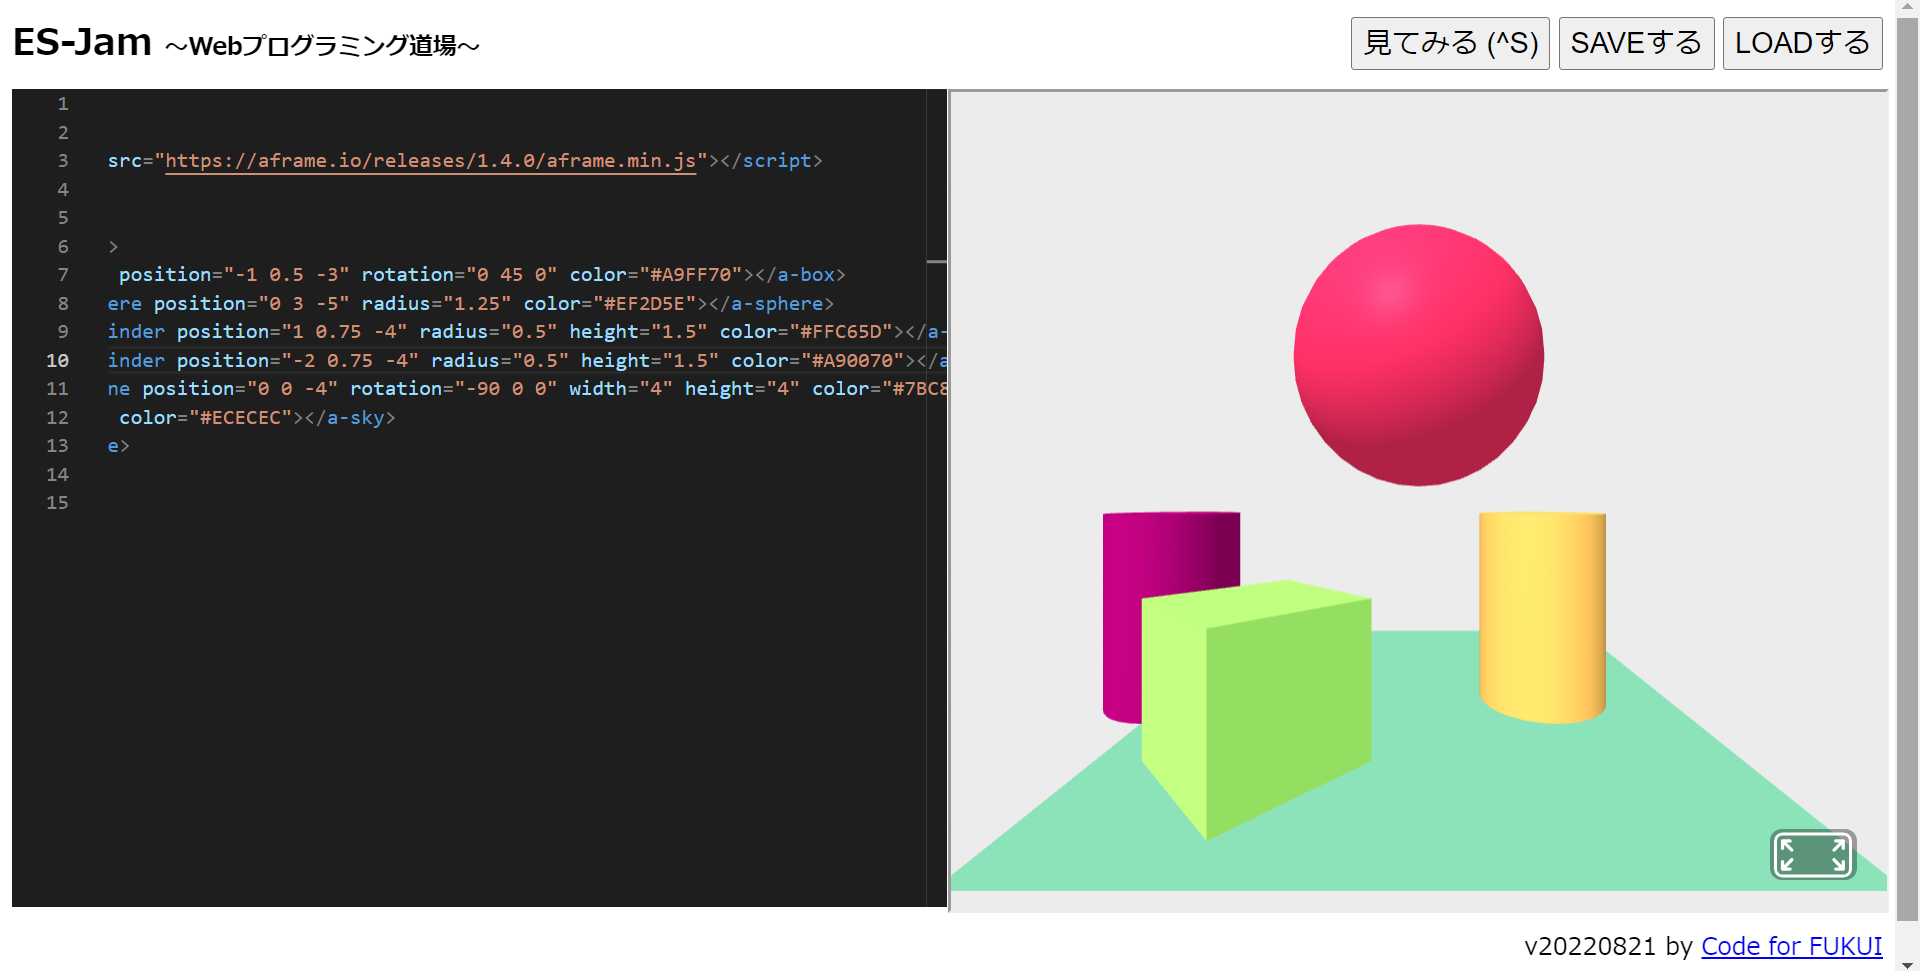 ES-Jam ～Webプログラミング道場～
見てみる (^S) SAVEする LOADする
1
2
3 src="https://aframe.io/releases/1.4.0/aframe.min.js"></script>
4
5
6 >
7 position="-1 0.5 -3" rotation="0 45 0" color="#A9FF70"></a-box>
8 ere position="0 3 -5" radius="1.25" color="#EF2D5E"></a-sphere>
9 inder position="1 0.75 -4" radius="0.5" height="1.5" color="#FFC65D"></a-
10 inder position="-2 0.75 -4" radius="0.5" height="1.5" color="#A90070"></a
11 ne position="0 0 -4" rotation="-90 0 0" width="4" height="4" color="#7BC8
12 color="#ECECEC"></a-sky>
13 e>
14
15
v20220821 by Code for FUKUI